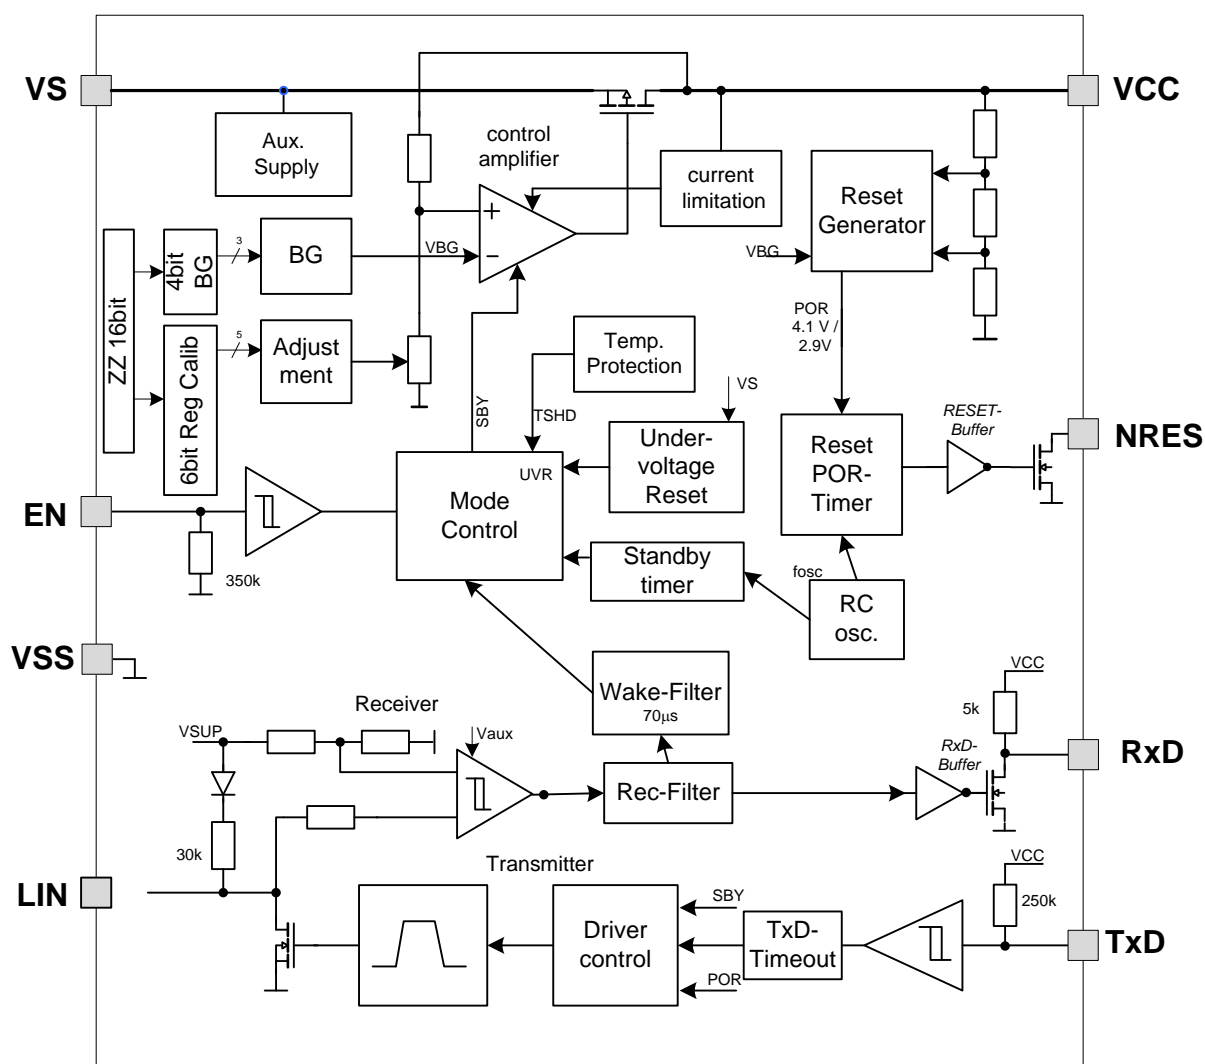 VS
VCC
Aux.
Supply
control
amplifier
current
limitation
Reset
Generator
+
−
VBG
VBG
ZZ 16bit
4bit
BG
3
BG
6bit Reg Calib
5
Adjust
ment
POR
4.1 V /
2.9V
Temp.
Protection
SBY
TSHD
VS
UVR
Under-
voltage
Reset
Mode
Control
Reset
POR-
Timer
RESET-
Buffer
NRES
EN
350k
Standby
timer
fosc
RC
osc.
VSS
Wake-Filter
70µs
Receiver
VSUP
Vaux
Rec-Filter
VCC
5k
RxD-
Buffer
RxD
30k
LIN
Transmitter
Driver
control
SBY
POR
TxD-
Timeout
VCC
250k
TxD